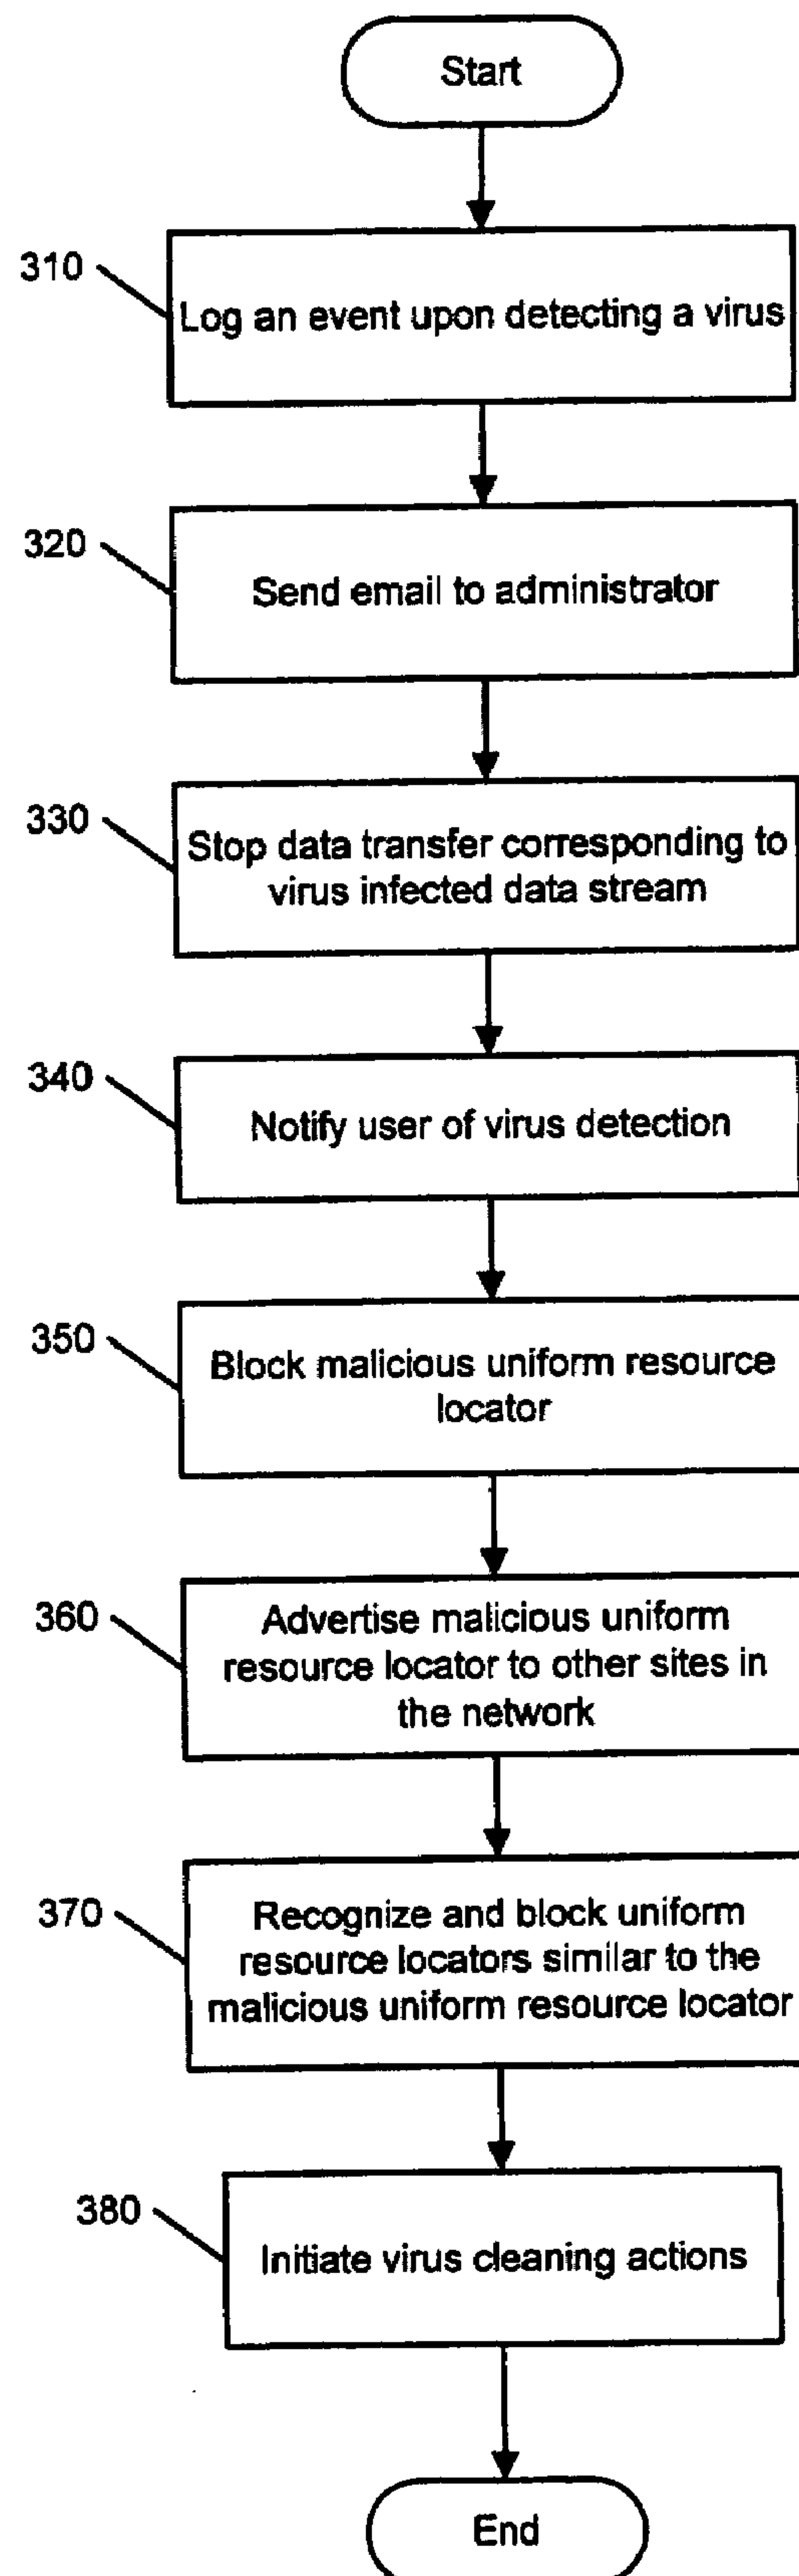 Start
310
Log an event upon detecting a virus
320
Send email to administrator
330
Stop data transfer corresponding to
virus infected data stream
340
Notify user of virus detection
350
Block malicious uniform resource
locator
360
Advertise malicious uniform
resource locator to other sites in
the network
370
Recognize and block uniform
resource locators similar to the
malicious uniform resource locator
380
Initiate virus cleaning actions
End